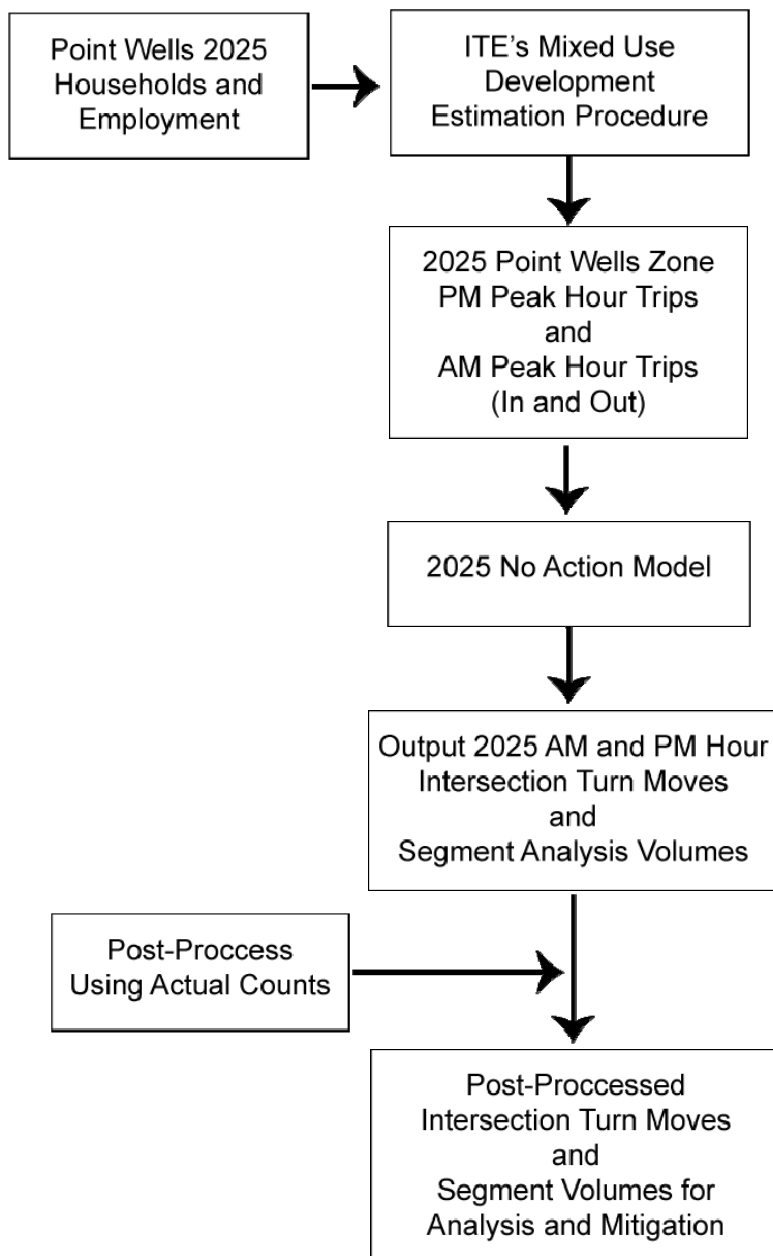 Point Wells 2025
Households and
Employment
ITE's Mixed Use
Development
Estimation Procedure
2025 Point Wells Zone
PM Peak Hour Trips
and
AM Peak Hour Trips
(In and Out)
2025 No Action Model
Output 2025 AM and PM Hour
Intersection Turn Moves
and
Segment Analysis Volumes
Post-Proccess
Using Actual Counts
Post-Proccessed
Intersection Turn Moves
and
Segment Volumes for
Analysis and Mitigation